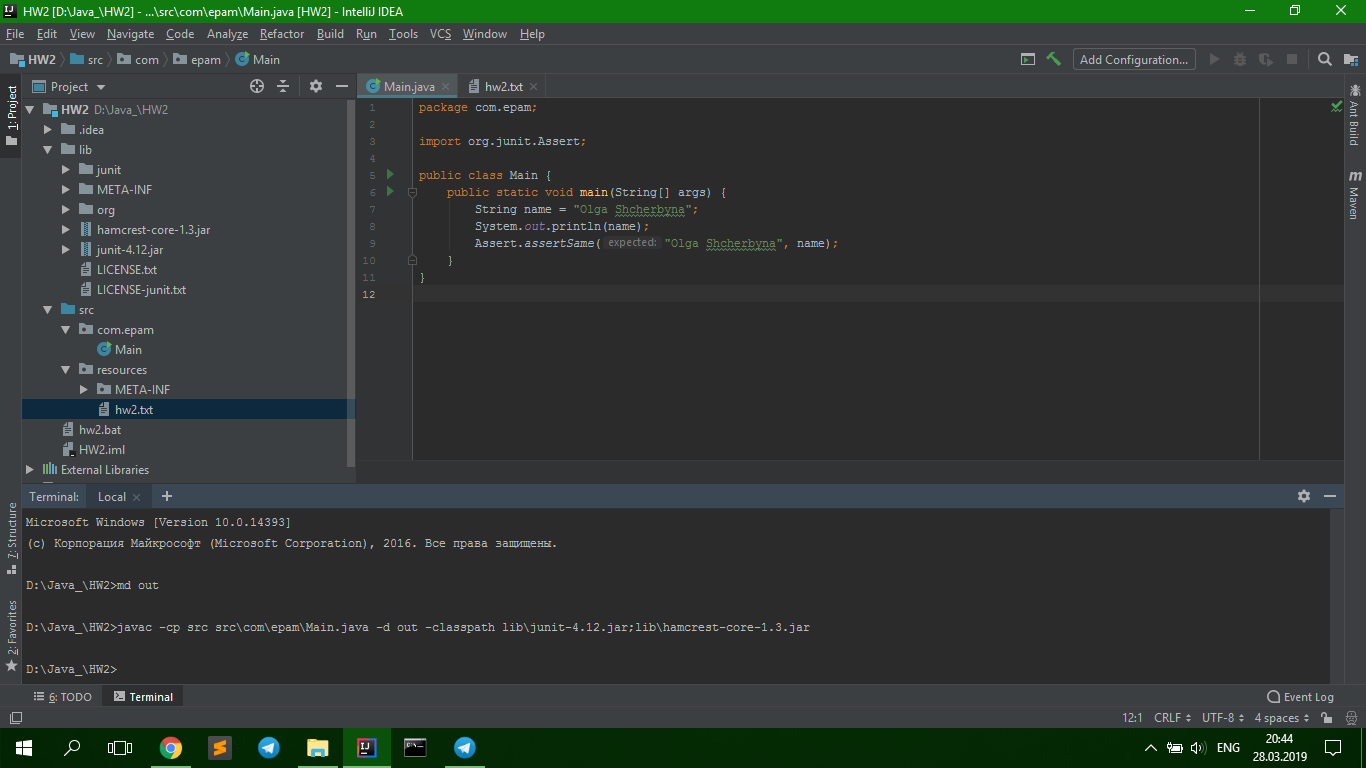 HW2 [D:\Java_\HW2] - ...\src\com\epam\Main.java [HW2] - IntelliJ IDEA
File Edit View Navigate Code Analyze Refactor Build Run Tools VCS Window Help
HW2 src com epam Main Add Configuration...
Project
Main.java hw2.txt
1: Project
HW2 D:\Java_\HW2
.idea
lib
junit
META-INF
org
hamcrest-core-1.3.jar
junit-4.12.jar
LICENSE.txt
LICENSE-junit.txt
src
com.epam
Main
resources
META-INF
hw2.txt
hw2.bat
HW2.iml
External Libraries
1 package com.epam;
2
3 import org.junit.Assert;
4
5 public class Main {
6 public static void main(String[] args) {
7 String name = "Olga Shcherbyna";
8 System.out.println(name);
9 Assert.assertSame( expected: "Olga Shcherbyna", name);
10 }
11 }
12
Ant Build
Maven
7: Structure
2: Favorites
Terminal: Local
Microsoft Windows [Version 10.0.14393]
(c) Корпорация Майкрософт (Microsoft Corporation), 2016. Все права защищены.
D:\Java_\HW2>md out
D:\Java_\HW2>javac -cp src src\com\epam\Main.java -d out -classpath lib\junit-4.12.jar;lib\hamcrest-core-1.3.jar
D:\Java_\HW2>
6: TODO Terminal Event Log
12:1 CRLF UTF-8 4 spaces
ENG
20:44
28.03.2019